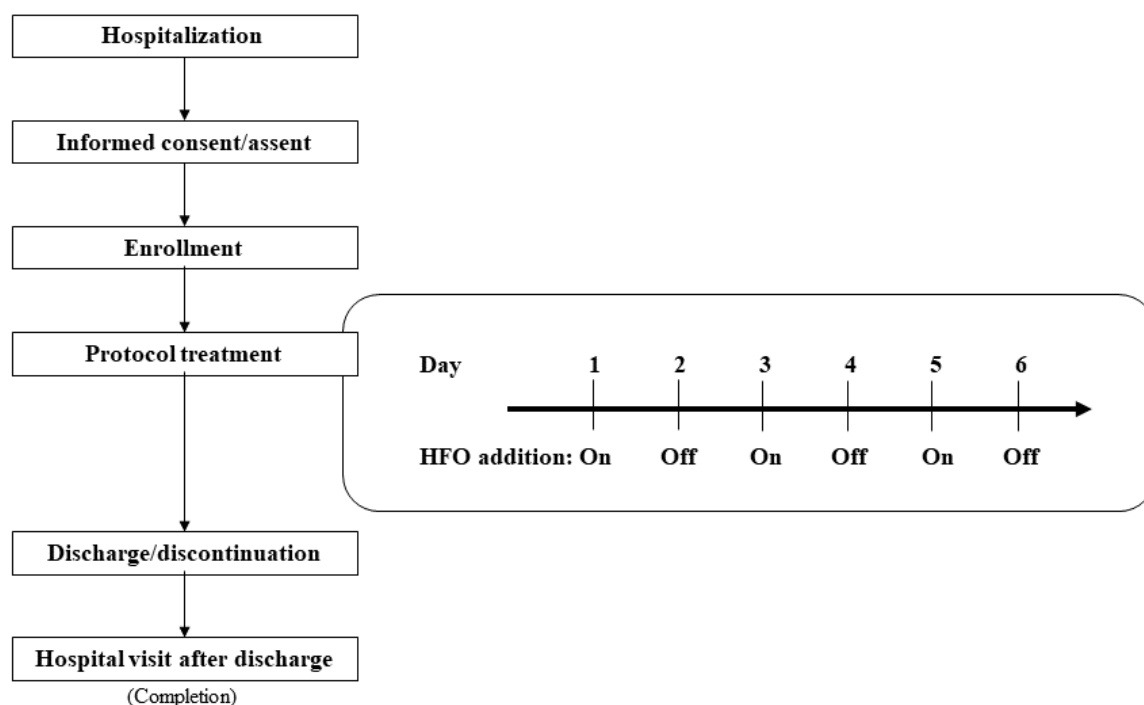 Hospitalization
Informed consent/assent
Enrollment
Protocol treatment
Day 1 2 3 4 5 6
HFO addition: On Off On Off On Off
Discharge/discontinuation
Hospital visit after discharge
(Completion)